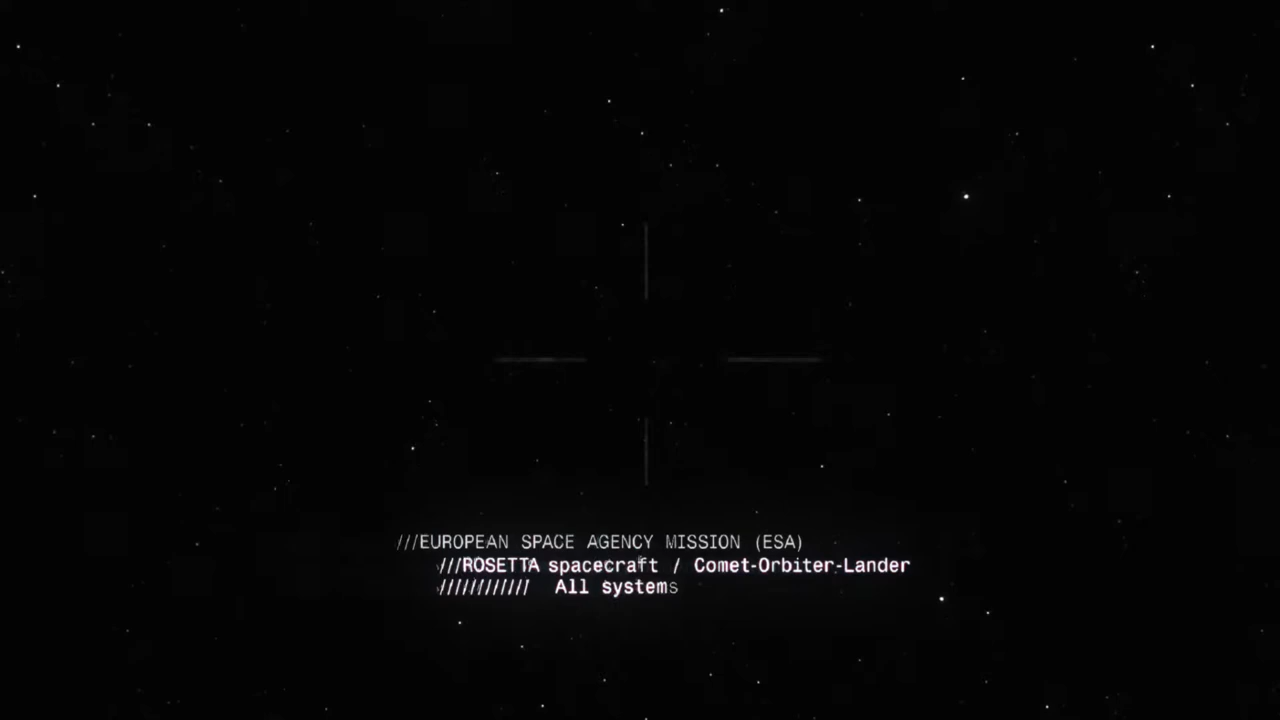 ///EUROPEAN SPACE AGENCY MISSION (ESA)
///ROSETTA spacecraft / Comet-Orbiter-Lander
//////////// All systems